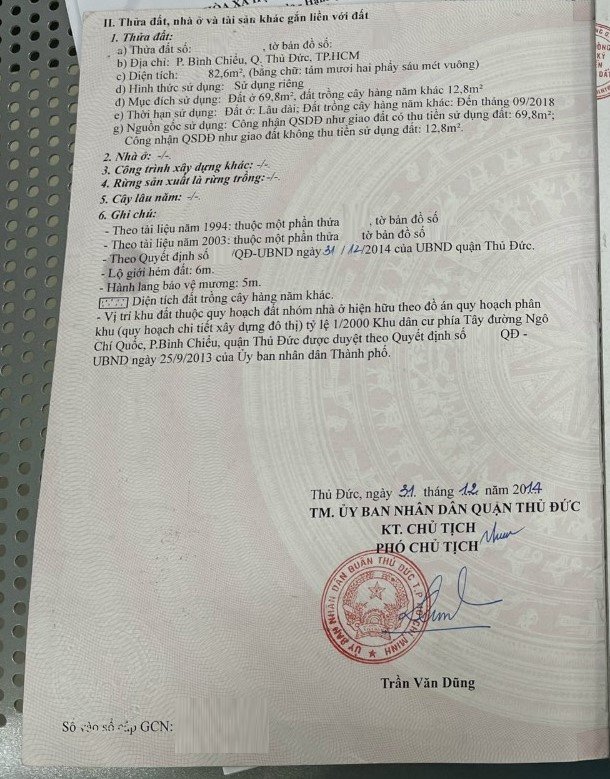 II. Thửa đất, nhà ở và tài sản khác gắn liền với đất
1. Thửa đất:
a) Thửa đất số: , tờ bản đồ số:
b) Địa chỉ: P. Bình Chiểu, Q. Thủ Đức, TP.HCM
c) Diện tích: 82,6m², (bằng chữ: tám mươi hai phẩy sáu mét vuông)
d) Hình thức sử dụng: Sử dụng riêng
đ) Mục đích sử dụng: Đất ở 69,8m², đất trồng cây hàng năm khác 12,8m²
e) Thời hạn sử dụng: Đất ở: Lâu dài; Đất trồng cây hàng năm khác: Đến tháng 09/2018
g) Nguồn gốc sử dụng: Công nhận QSDĐ như giao đất có thu tiền sử dụng đất: 69,8m²;
Công nhận QSDĐ như giao đất không thu tiền sử dụng đất: 12,8m².
2. Nhà ở: -/-
3. Công trình xây dựng khác: -/-
4. Rừng sản xuất là rừng trồng: -/-
5. Cây lâu năm: -/-
6. Ghi chú:
- Theo tài liệu năm 1994: thuộc một phần thửa , tờ bản đồ số
- Theo tài liệu năm 2003: thuộc một phần thửa tờ bản đồ số
- Theo Quyết định số /QĐ-UBND ngày 31/12/2014 của UBND quận Thủ Đức.
- Lộ giới hẻm đất: 6m.
- Hành lang bảo vệ mương: 5m.
Diện tích đất trồng cây hàng năm khác.
- Vị trí khu đất thuộc quy hoạch đất nhóm nhà ở hiện hữu theo đồ án quy hoạch phân
khu (quy hoạch chi tiết xây dựng đô thị) tỷ lệ 1/2000 Khu dân cư phía Tây đường Ngô
Chí Quốc, P.Bình Chiểu, quận Thủ Đức được duyệt theo Quyết định số QĐ -
UBND ngày 25/9/2013 của Ủy ban nhân dân Thành phố.
Thủ Đức, ngày 31 tháng 12 năm 2014
TM. ỦY BAN NHÂN DÂN QUẬN THỦ ĐỨC
KT. CHỦ TỊCH
PHÓ CHỦ TỊCH
ỦY BAN NHÂN DÂN QUẬN THỦ ĐỨC T.P HỒ CHÍ MINH
Trần Văn Dũng
Số vào sổ cấp GCN: